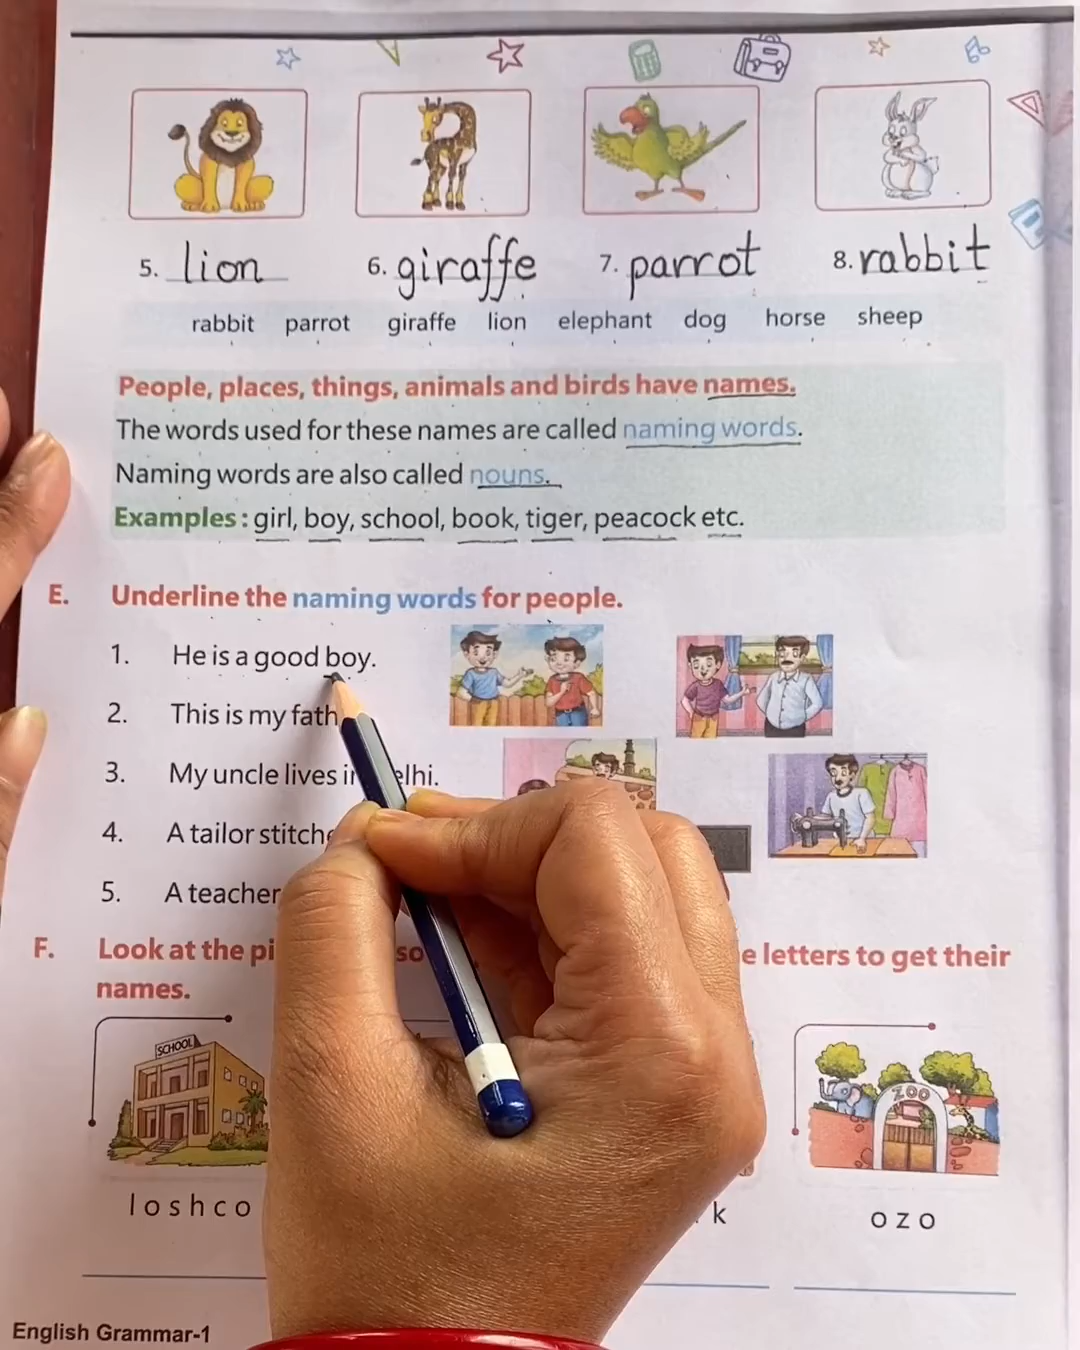 5. lion 6. giraffe 7. parrot 8. rabbit
rabbit parrot giraffe lion elephant dog horse sheep
People, places, things, animals and birds have names.
The words used for these names are called naming words.
Naming words are also called nouns.
Examples : girl, boy, school, book, tiger, peacock etc.
E. Underline the naming words for people.
1. He is a good boy.
2. This is my
3. My uncle lives
4. A tailor
5. A teacher
F. Look at the letters to get their
names.
SCHOOL
ZOO
loshco k ozo
English Grammar-1